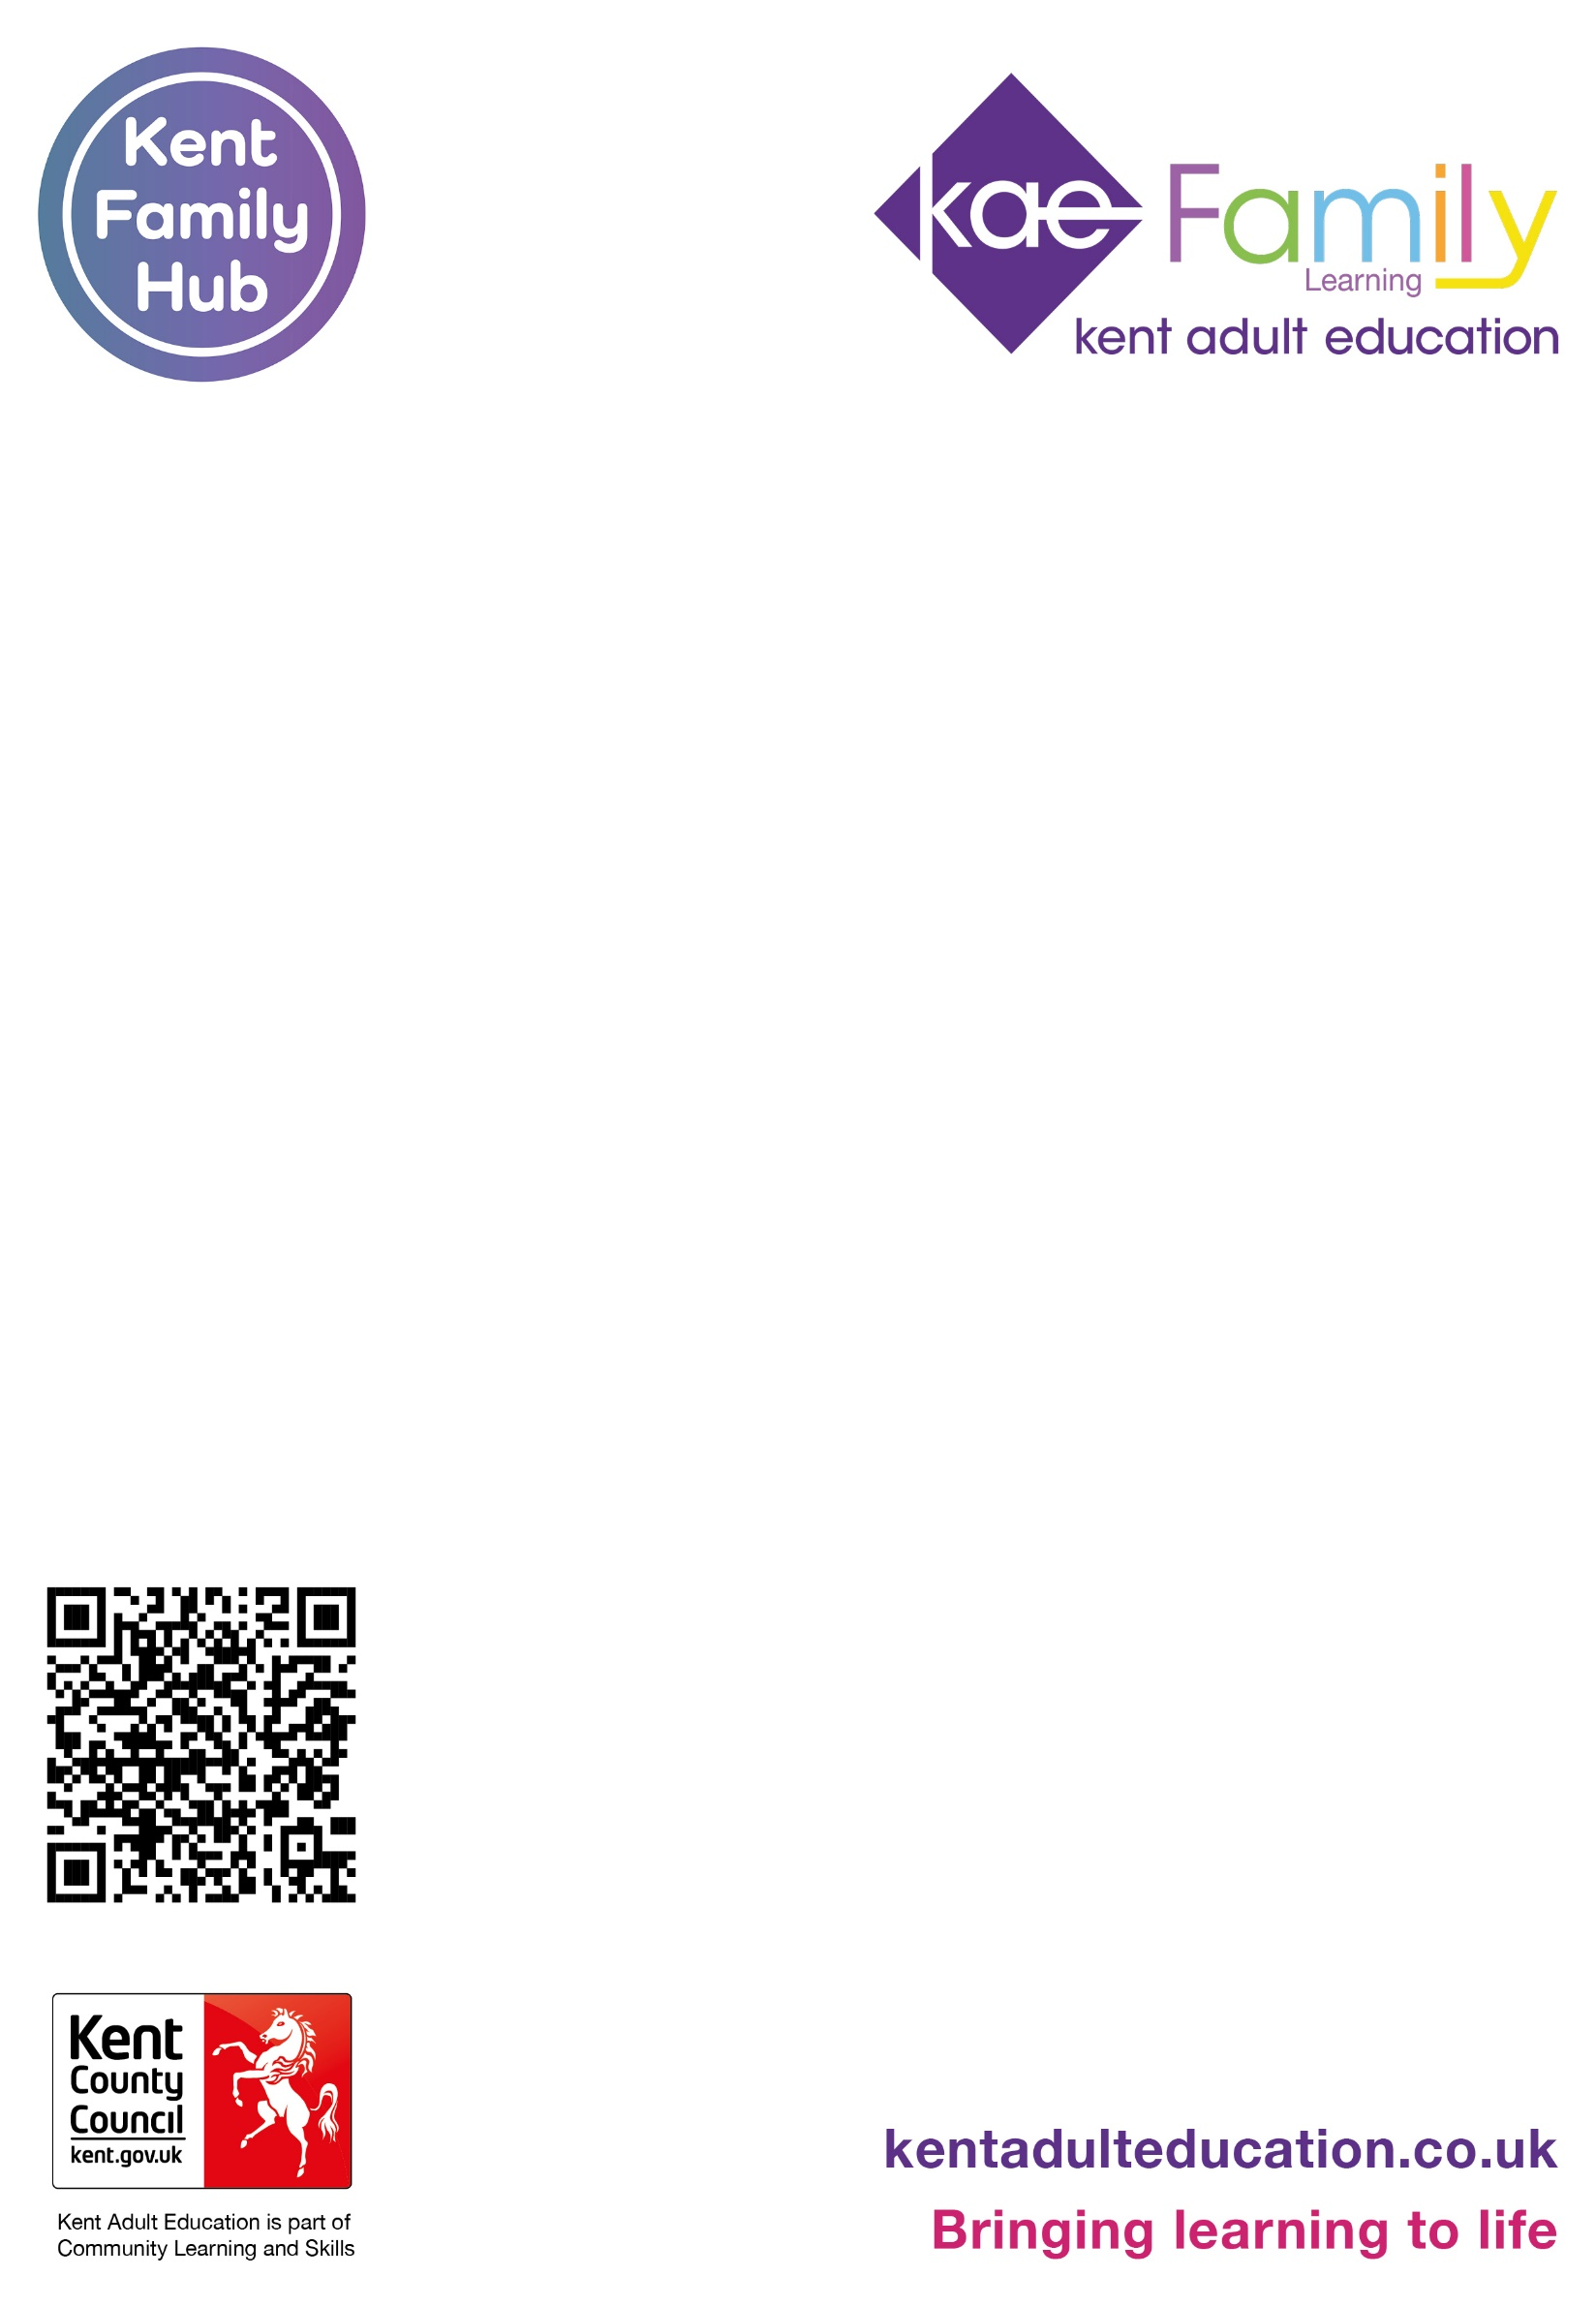 Kent
Family
Hub
kae Family
Learning
kent adult education
Kent
County
Council
kent.gov.uk
Kent Adult Education is part of
Community Learning and Skills
kentadulteducation.co.uk
Bringing learning to life